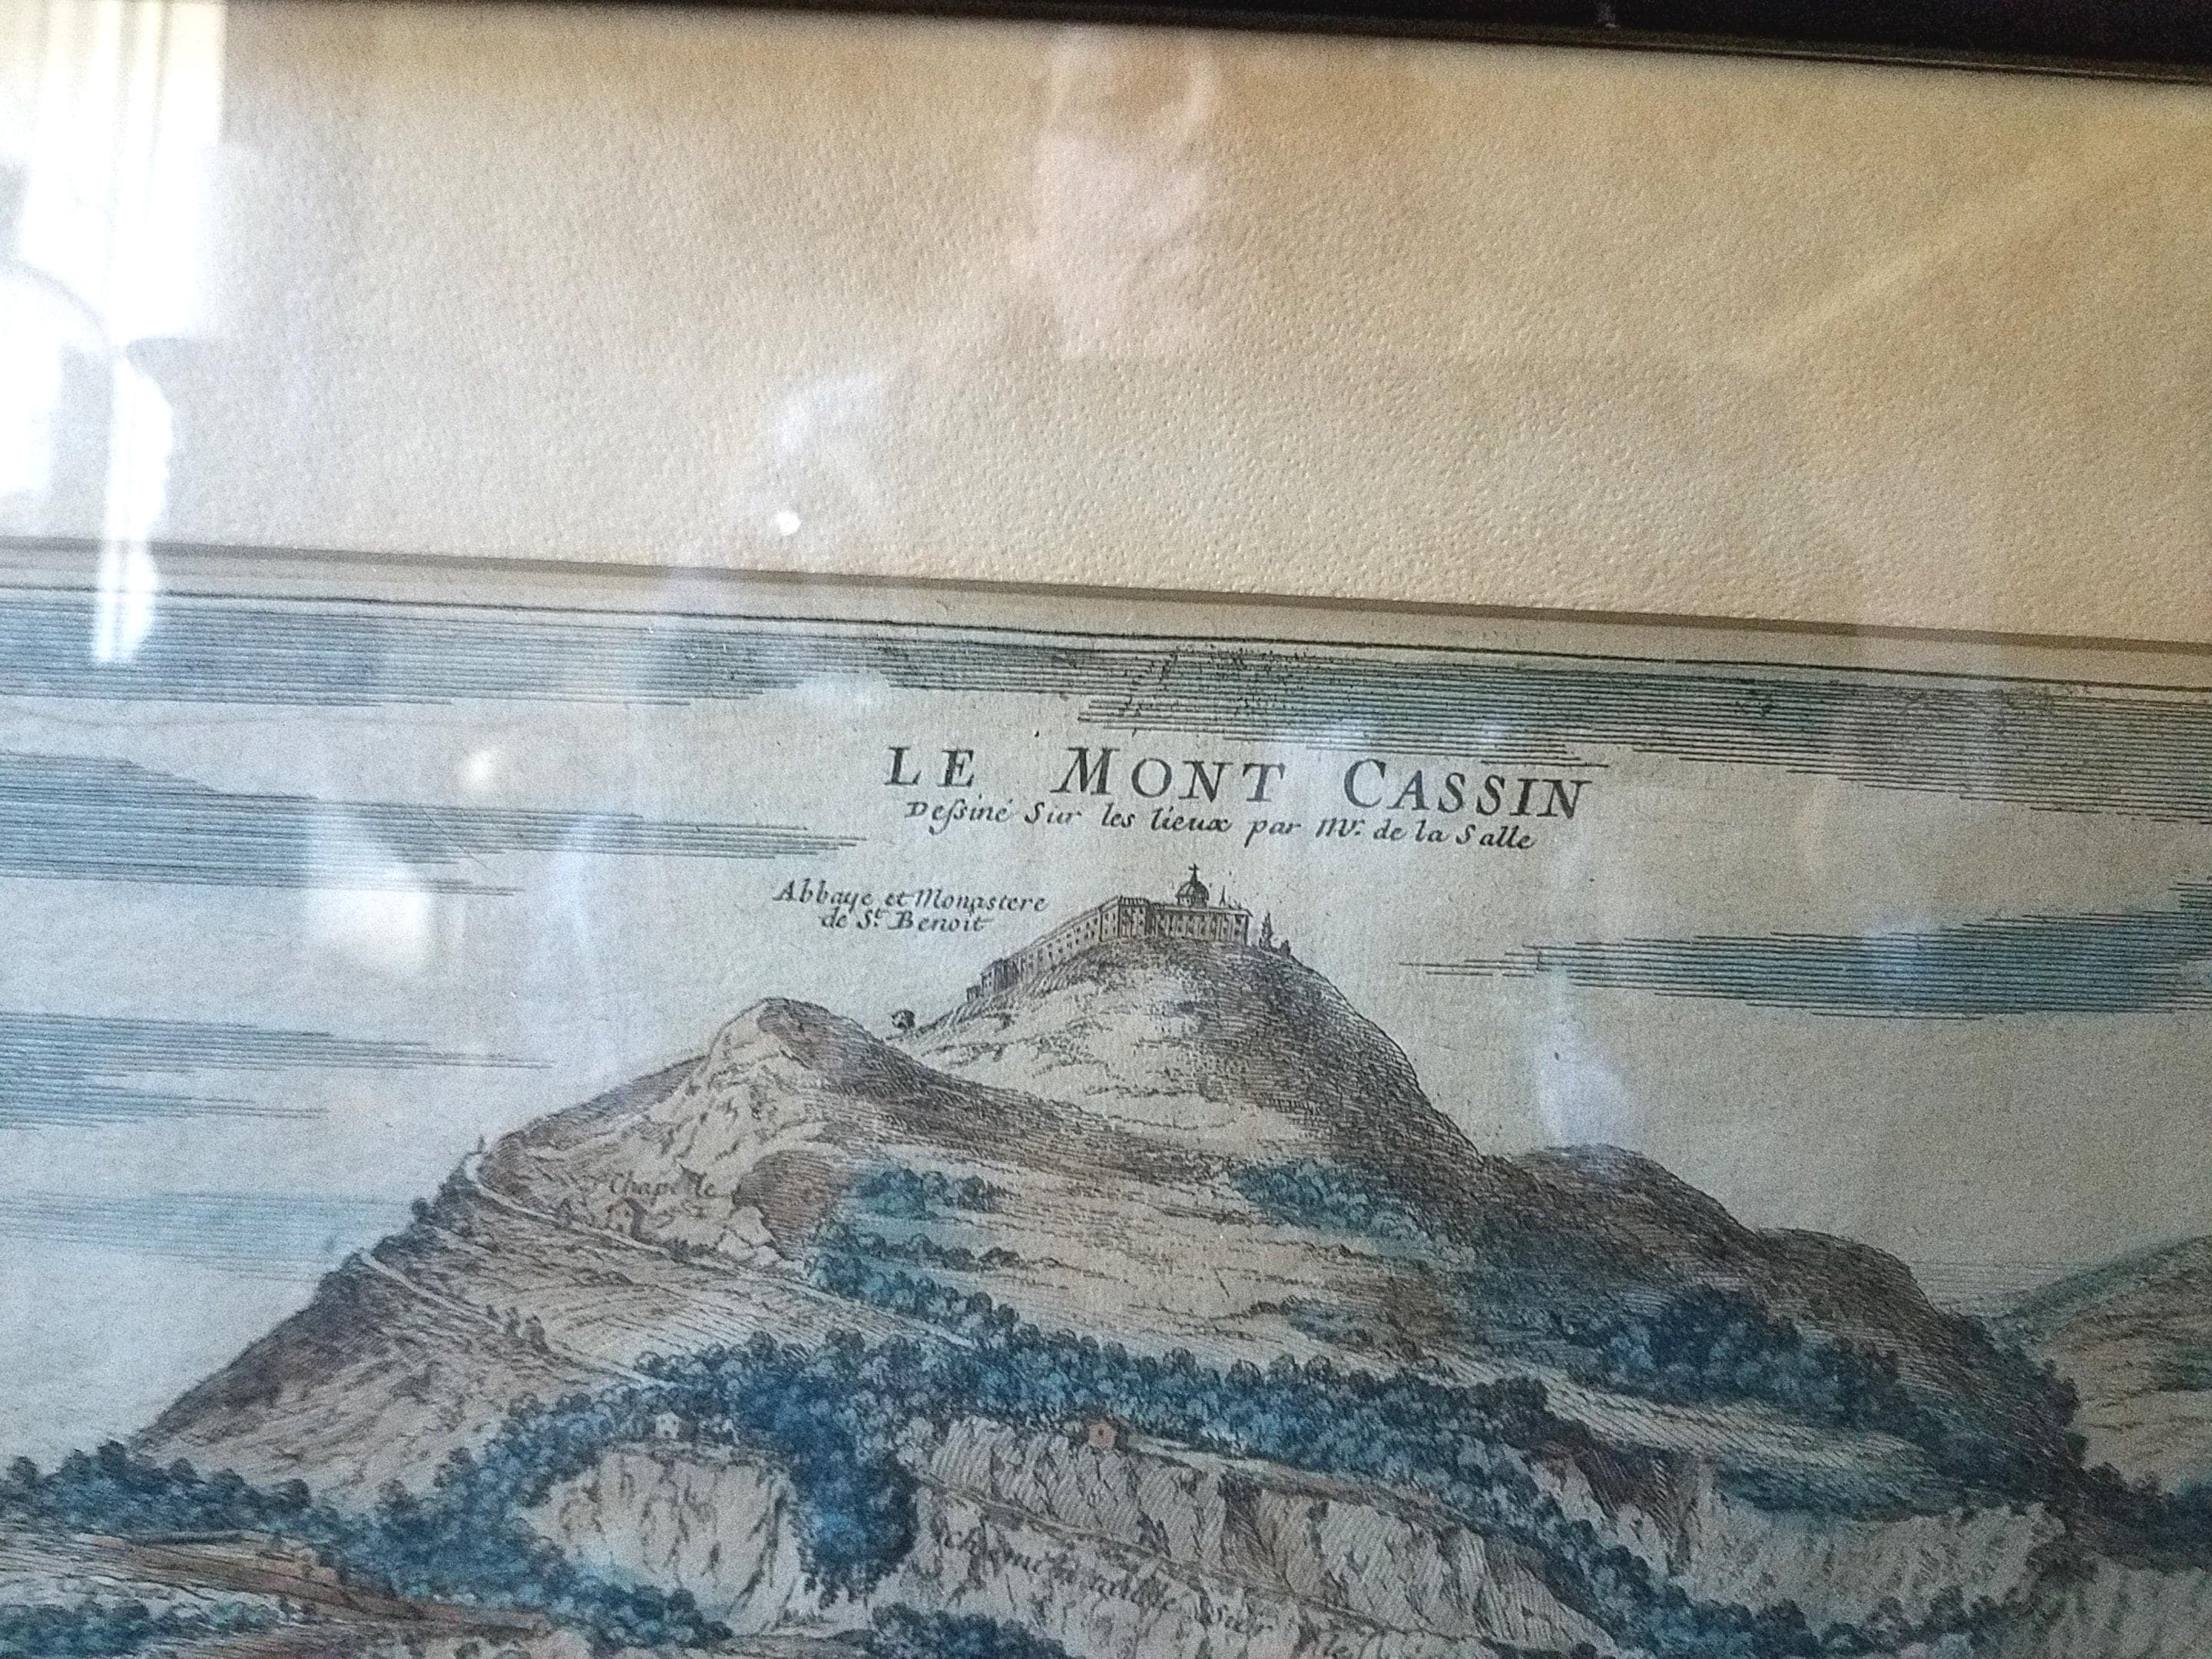 LE MONT CASSIN
Deſsiné Sur les lieux par Mr. de la Salle
Abbaye et Monastere
de St. Benoit
Chapelle